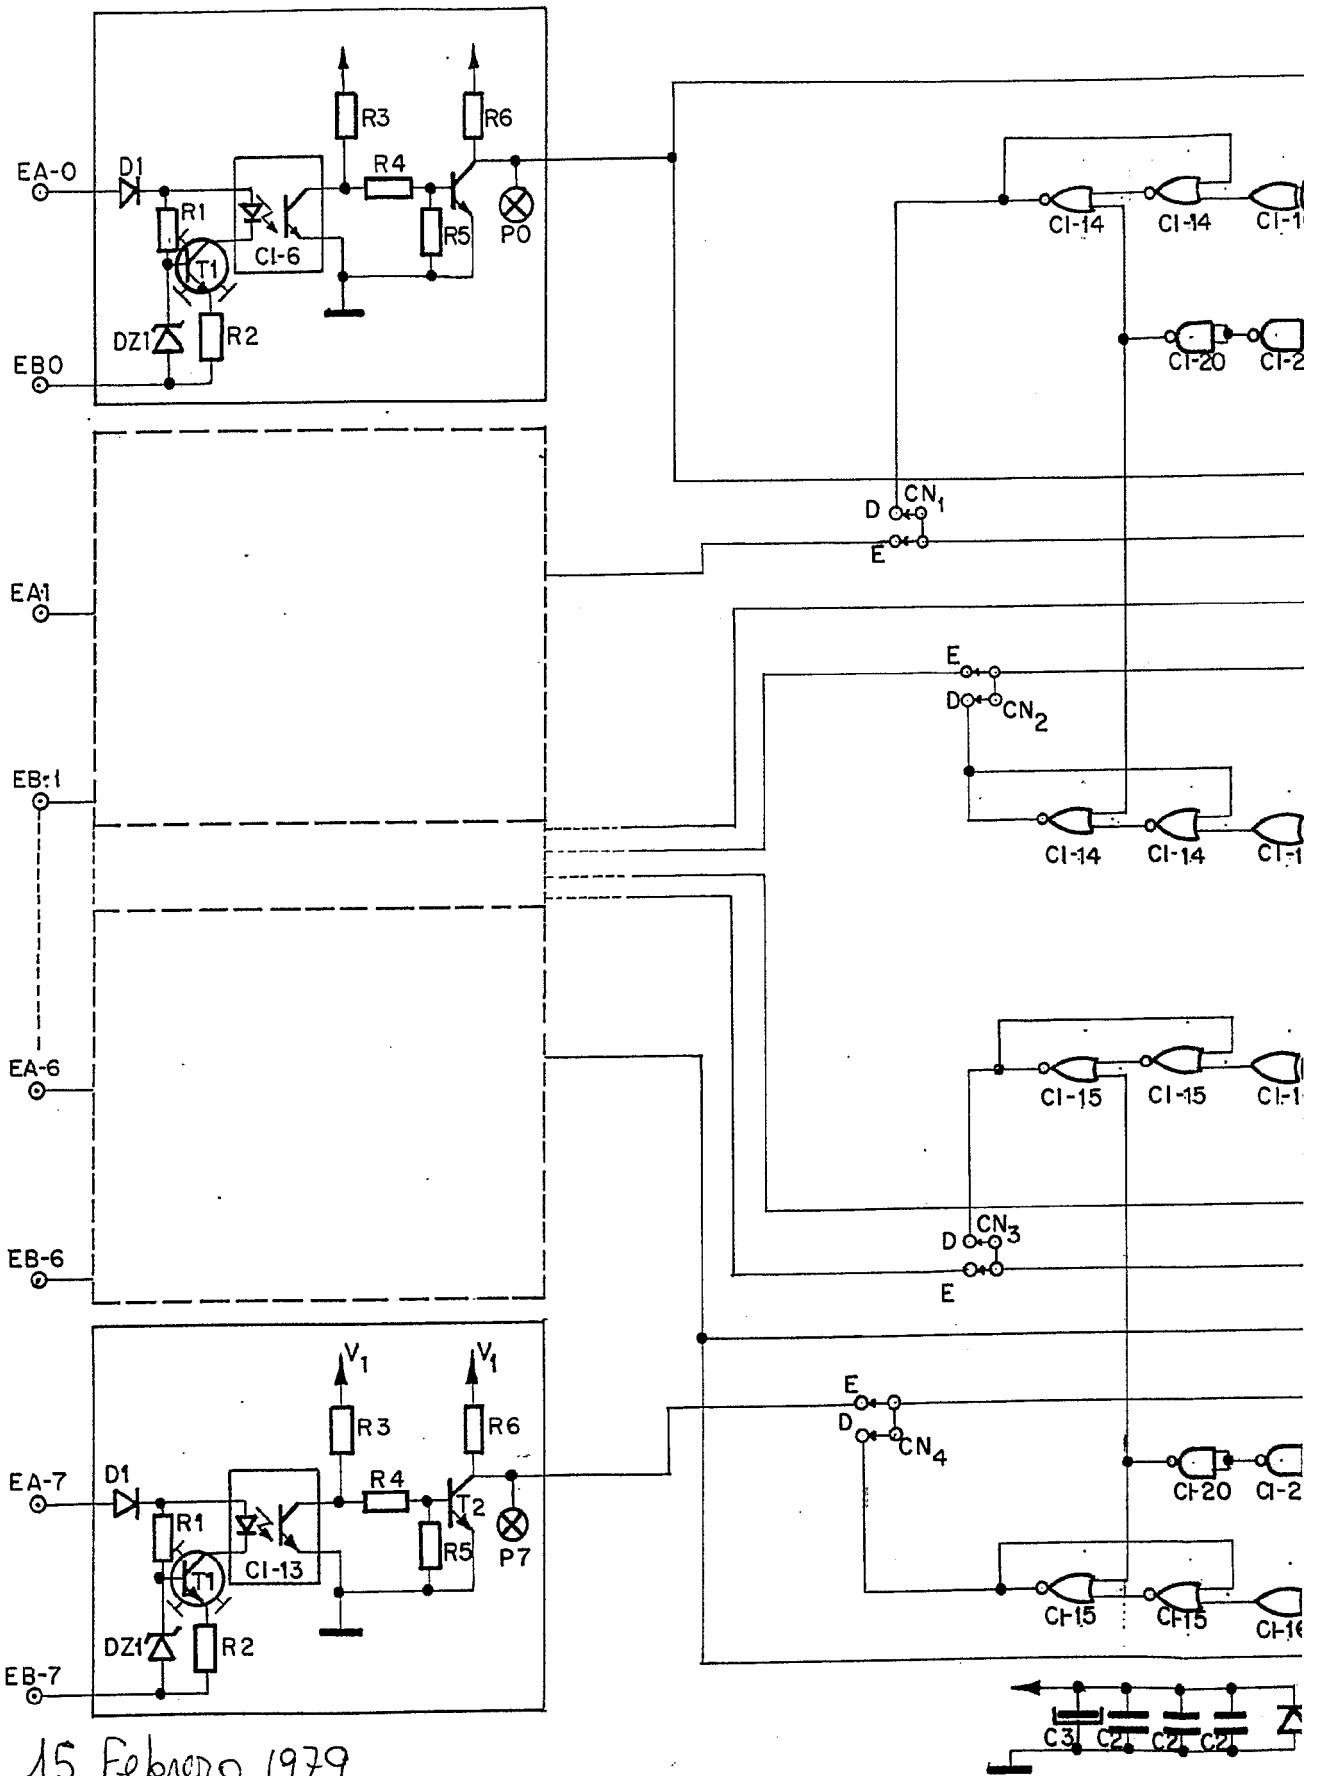 R3
R6
D1
R4
EA-0
R1
R5
P0
CI-6
T1
DZ1
R2
EB0
CI-14
CI-14
CI-20
D
CN1
E
EA1
E
D
CN2
EB:1
CI-14
CI-14
EA-6
CI-15
CI-15
CN3
D
E
EB-6
V1
V1
R3
R6
E
D
CN4
D1
R4
T2
EA-7
R1
R5
P7
CI-13
T1
CI-20
DZ1
R2
CI-15
CI-15
EB-7
C3
C2
C2
C2
15 Febrero 1979